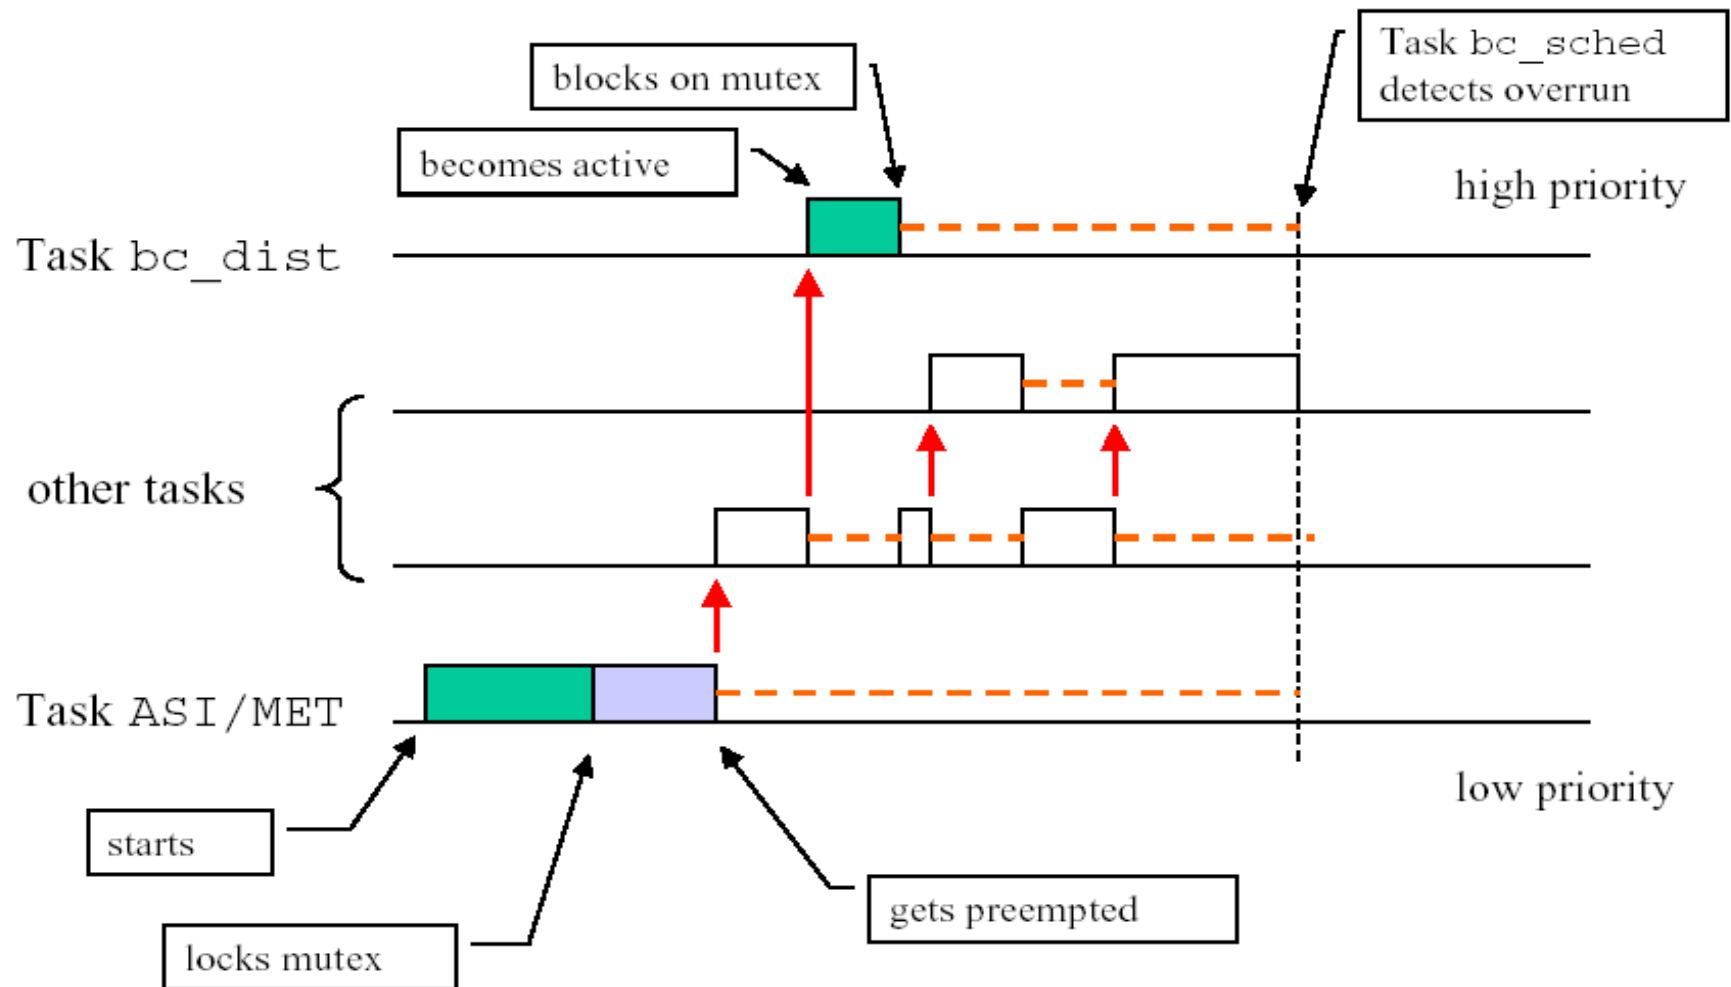 Task bc_sched
detects overrun
blocks on mutex
becomes active
high priority
Task bc_dist
other tasks
Task ASI/MET
low priority
starts
gets preempted
locks mutex